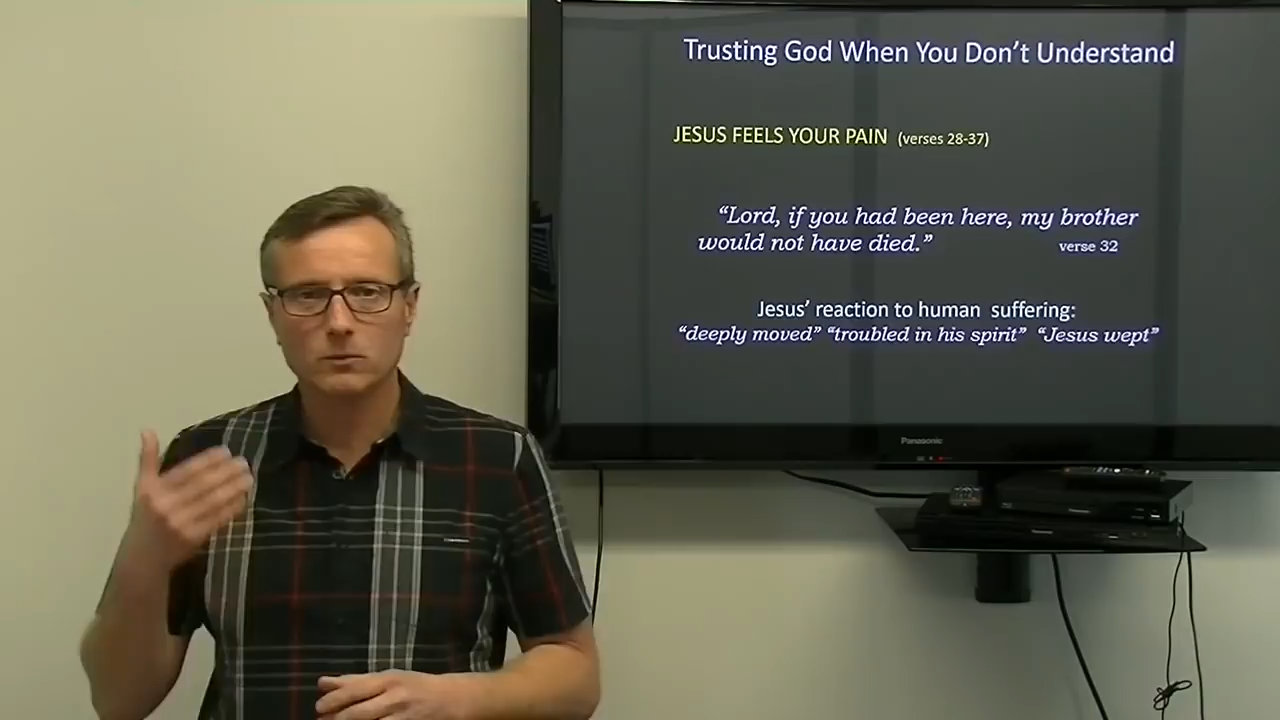 Trusting God When You Don’t Understand
JESUS FEELS YOUR PAIN (verses 28-37)
“Lord, if you had been here, my brother
would not have died.” verse 32
Jesus’ reaction to human suffering:
“deeply moved” “troubled in his spirit” “Jesus wept”
Panasonic